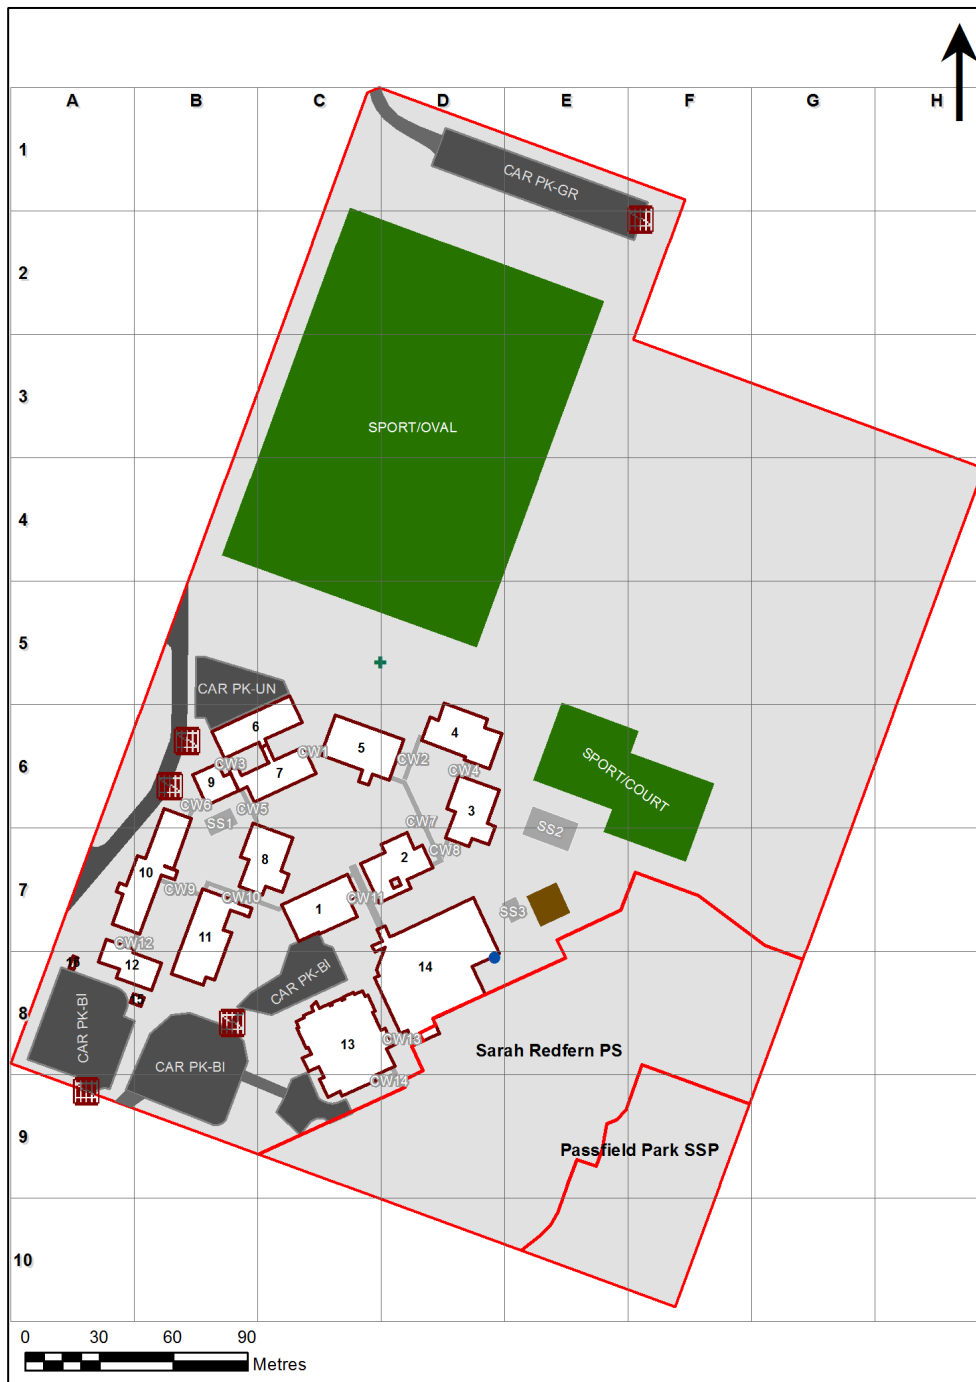 A B C D E F G H
1
CAR PK-GR
2
3
SPORT/OVAL
4
5
CAR PK-UN
6
4
5
6
CW1
CW2
CW3
7
CW4
9
SPORT/COURT
CW6
CW5
3
SS1
CW7
SS2
8
2
CW8
7
10
CW9
CW10
CW11
1
SS3
11
CW12
12
14
CAR PK-BI
8
CAR PK-BI
13
CW13
Sarah Redfern PS
CAR PK-BI
CW14
9
Passfield Park SSP
10
0 30 60 90
Metres